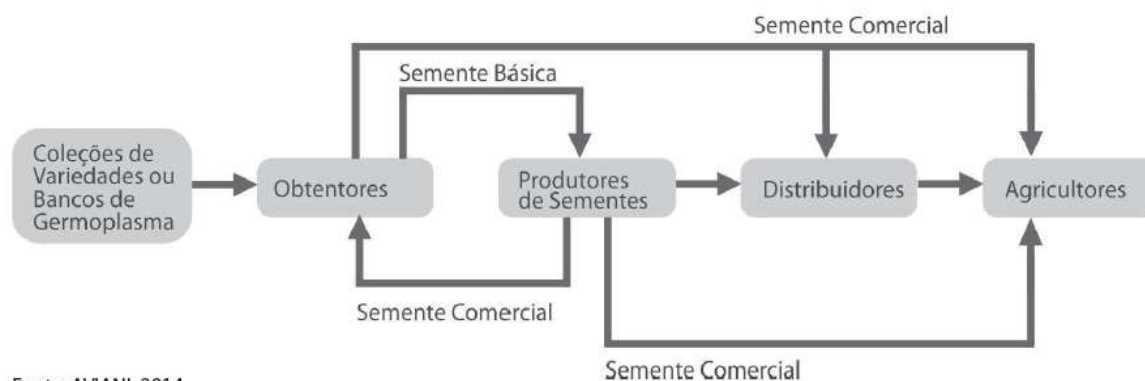 Semente Comercial
Semente Básica
Coleções de
Variedades ou
Bancos de
Germoplasma
Obtentores
Produtores
de Sementes
Distribuidores
Agricultores
Semente Comercial
Semente Comercial